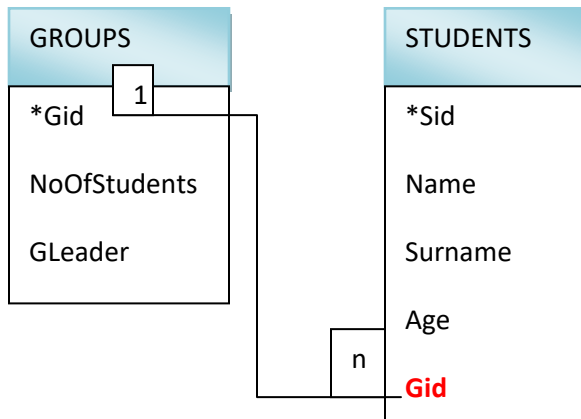 GROUPS
1
*Gid
NoOfStudents
GLeader
STUDENTS
*Sid
Name
Surname
Age
n
Gid